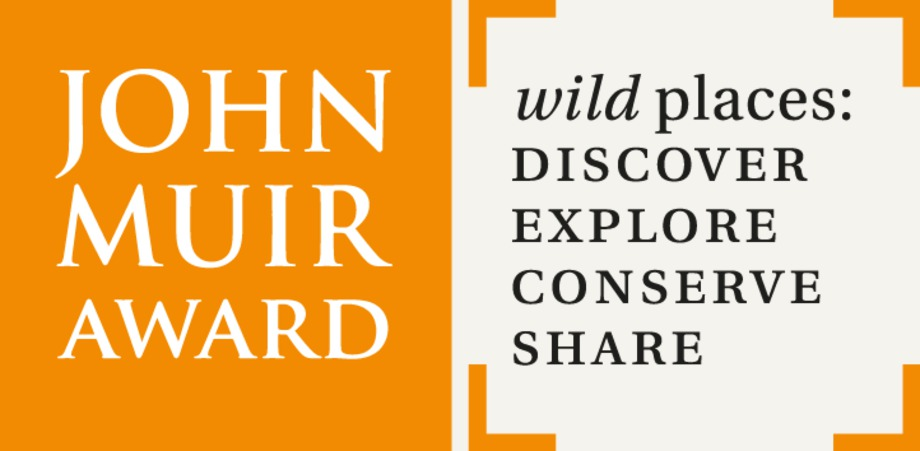 JOHN
MUIR
AWARD
wild places:
DISCOVER
EXPLORE
CONSERVE
SHARE